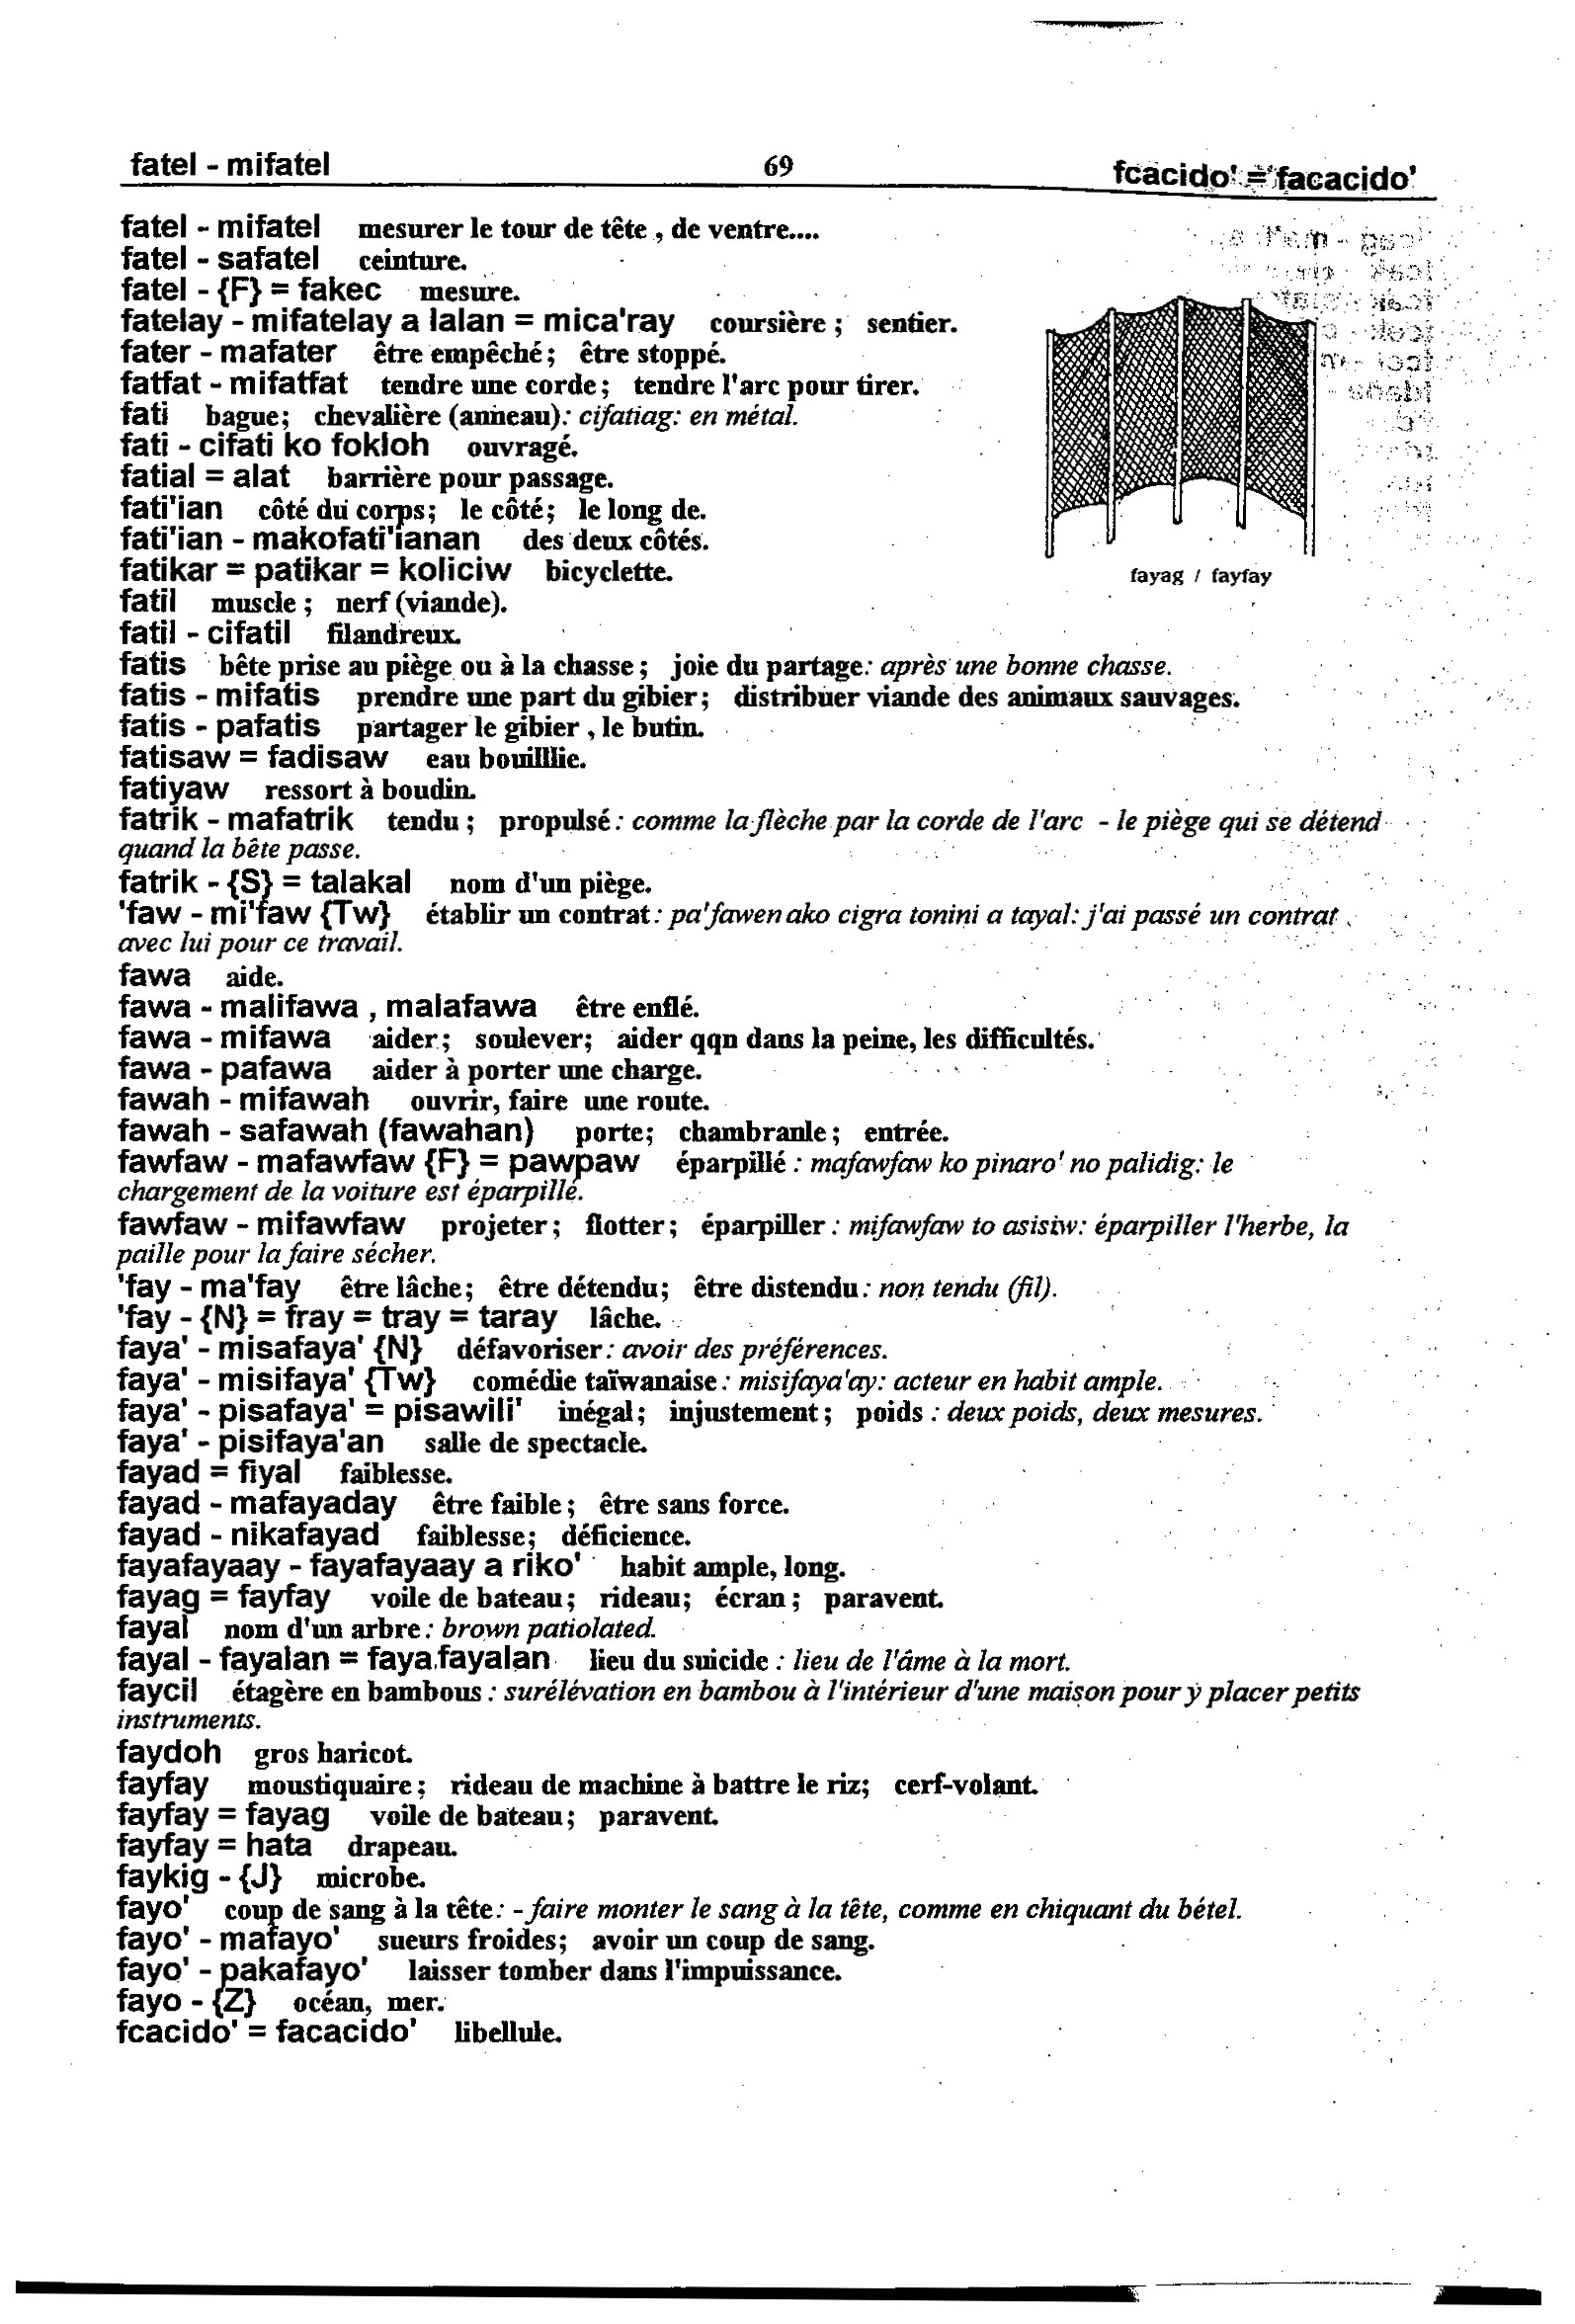 fatel - mifatel 69 fcacido' = facacido'
fatel - mifatel mesurer le tour de tête , de ventre....
fatel - safatel ceinture.
fatel - {F} = fakec mesure.
fatelay - mifatelay a lalan = mica'ray coursière ; sentier.
fater - mafater être empêché ; être stoppé.
fatfat - mifatfat tendre une corde ; tendre l'arc pour tirer.
fati bague; chevalière (anneau): cifatiag: en métal.
fati - cifati ko fokloh ouvragé.
fatial = alat barrière pour passage.
fati'ian côté du corps; le côté; le long de.
fati'ian - makofati'ianan des deux côtés.
fatikar = patikar = koliciw bicyclette.
fayag / fayfay
fatil muscle ; nerf (viande).
fatil - cifatil filandreux.
fatis bête prise au piège ou à la chasse ; joie du partage: après une bonne chasse.
fatis - mifatis prendre une part du gibier ; distribuer viande des animaux sauvages.
fatis - pafatis partager le gibier , le butin.
fatisaw = fadisaw eau bouilllie.
fatiyaw ressort à boudin.
fatrik - mafatrik tendu ; propulsé : comme la flèche par la corde de l'arc - le piège qui se détend
quand la bête passe.
fatrik - {S} = talakal nom d'un piège.
'faw - mi'faw {Tw} établir un contrat : pa'fawen ako cigra tonini a tayal: j'ai passé un contrat
avec lui pour ce travail.
fawa aide.
fawa - malifawa , malafawa être enflé.
fawa - mifawa aider ; soulever; aider qqn dans la peine, les difficultés.
fawa - pafawa aider à porter une charge.
fawah - mifawah ouvrir, faire une route.
fawah - safawah (fawahan) porte; chambranle ; entrée.
fawfaw - mafawfaw {F} = pawpaw éparpillé : mafawfaw ko pinaro' no palidig: le
chargement de la voiture est éparpillé.
fawfaw - mifawfaw projeter ; flotter ; éparpiller : mifawfaw to asisiw: éparpiller l'herbe, la
paille pour la faire sécher.
'fay - ma'fay être lâche ; être détendu; être distendu : non tendu (fil).
'fay - {N} = fray = tray = taray lâche.
faya' - misafaya' {N} défavoriser : avoir des préférences.
faya' - misifaya' {Tw} comédie taïwanaise : misifaya'ay: acteur en habit ample.
faya' - pisafaya' = pisawili' inégal ; injustement ; poids : deux poids, deux mesures.
faya' - pisifaya'an salle de spectacle.
fayad = fiyal faiblesse.
fayad - mafayaday être faible ; être sans force.
fayad - nikafayad faiblesse; déficience.
fayafayaay - fayafayaay a riko' habit ample, long.
fayag = fayfay voile de bateau ; rideau; écran ; paravent.
fayal nom d'un arbre : brown patiolated.
fayal - fayalan = faya.fayalan lieu du suicide : lieu de l'âme à la mort.
faycil étagère en bambous : surélévation en bambou à l'intérieur d'une maison pour y placer petits
instruments.
faydoh gros haricot.
fayfay moustiquaire ; rideau de machine à battre le riz; cerf-volant.
fayfay = fayag voile de bateau ; paravent.
fayfay = hata drapeau.
faykig - {J} microbe.
fayo' coup de sang à la tête : - faire monter le sang à la tête, comme en chiquant du bétel.
fayo' - mafayo' sueurs froides; avoir un coup de sang.
fayo' - pakafayo' laisser tomber dans l'impuissance.
fayo - {Z} océan, mer.
fcacido' = facacido' libellule.